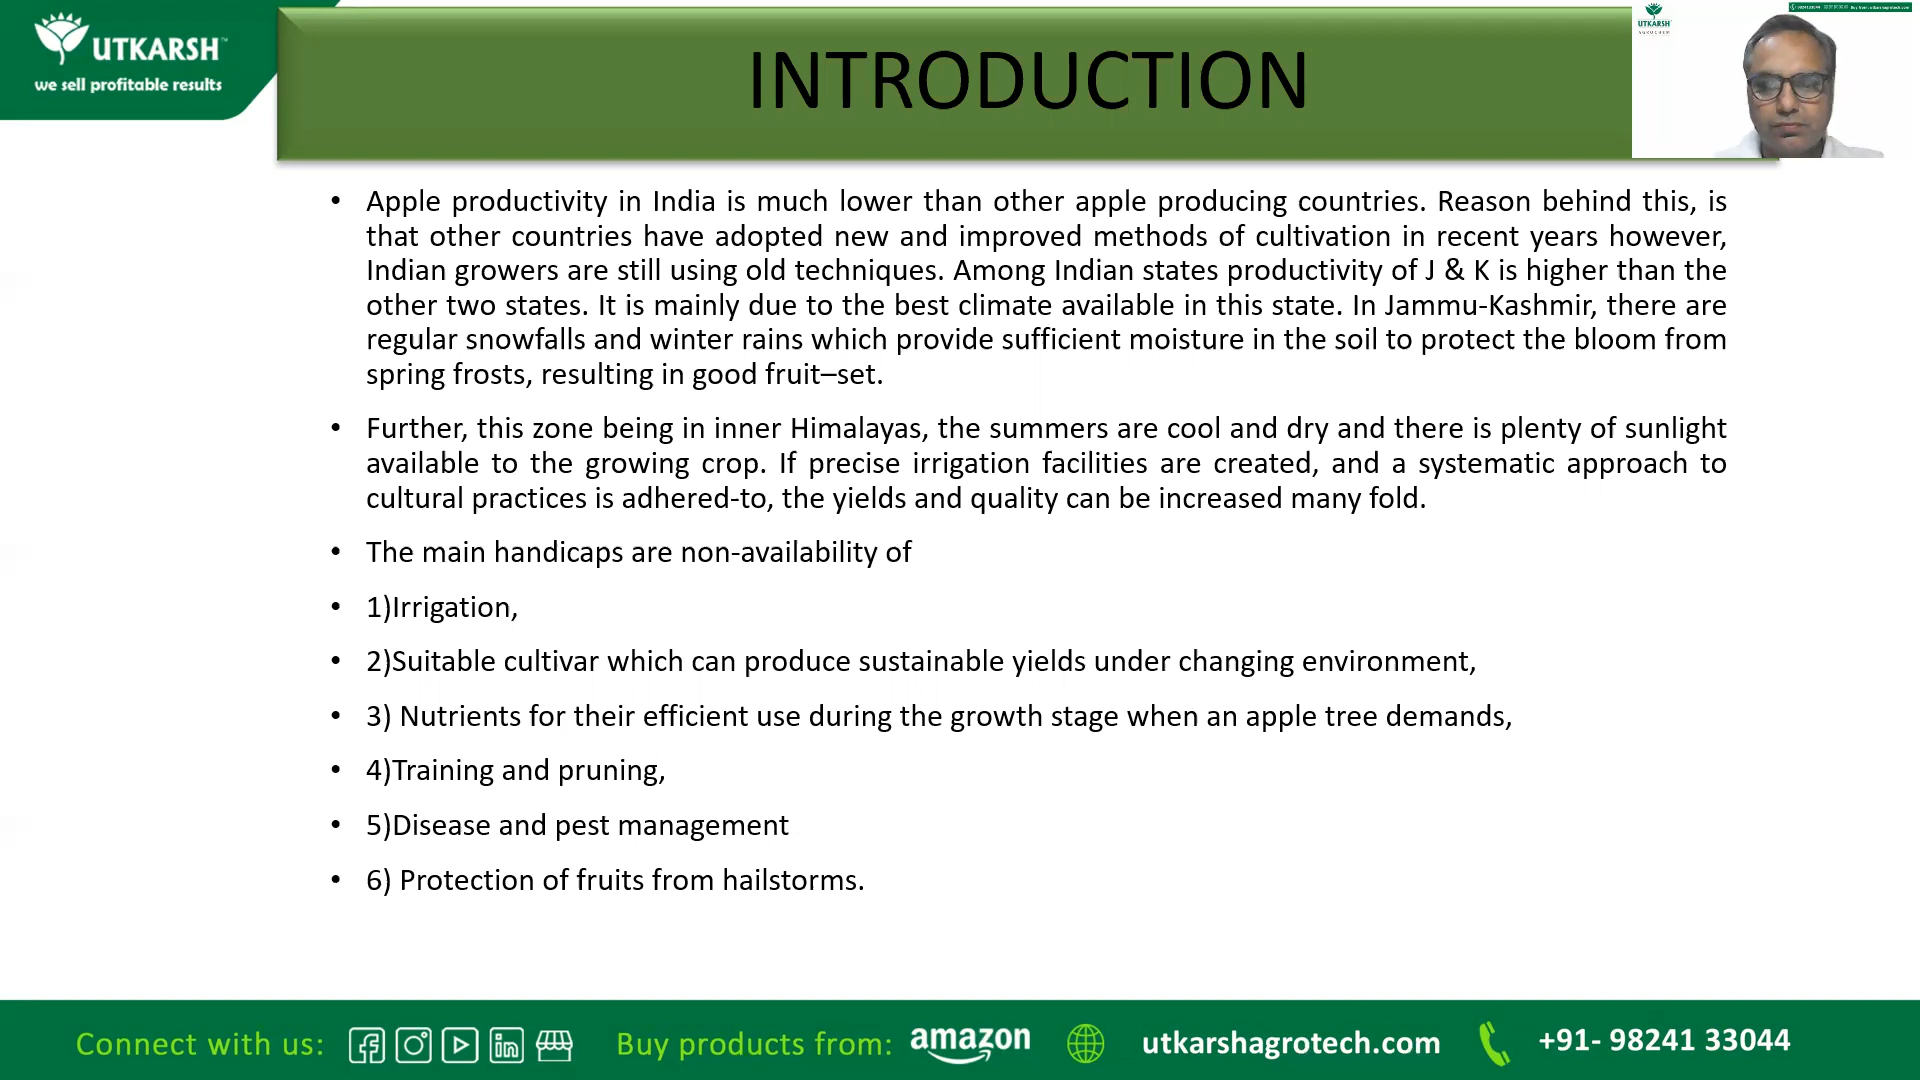 UTKARSH™
we sell profitable results
INTRODUCTION
UTKARSH
AGROCHEM
• Apple productivity in India is much lower than other apple producing countries. Reason behind this, is
that other countries have adopted new and improved methods of cultivation in recent years however,
Indian growers are still using old techniques. Among Indian states productivity of J & K is higher than the
other two states. It is mainly due to the best climate available in this state. In Jammu-Kashmir, there are
regular snowfalls and winter rains which provide sufficient moisture in the soil to protect the bloom from
spring frosts, resulting in good fruit–set.
• Further, this zone being in inner Himalayas, the summers are cool and dry and there is plenty of sunlight
available to the growing crop. If precise irrigation facilities are created, and a systematic approach to
cultural practices is adhered-to, the yields and quality can be increased many fold.
• The main handicaps are non-availability of
• 1)Irrigation,
• 2)Suitable cultivar which can produce sustainable yields under changing environment,
• 3) Nutrients for their efficient use during the growth stage when an apple tree demands,
• 4)Training and pruning,
• 5)Disease and pest management
• 6) Protection of fruits from hailstorms.
Connect with us: Buy products from: amazon utkarshagrotech.com +91- 98241 33044